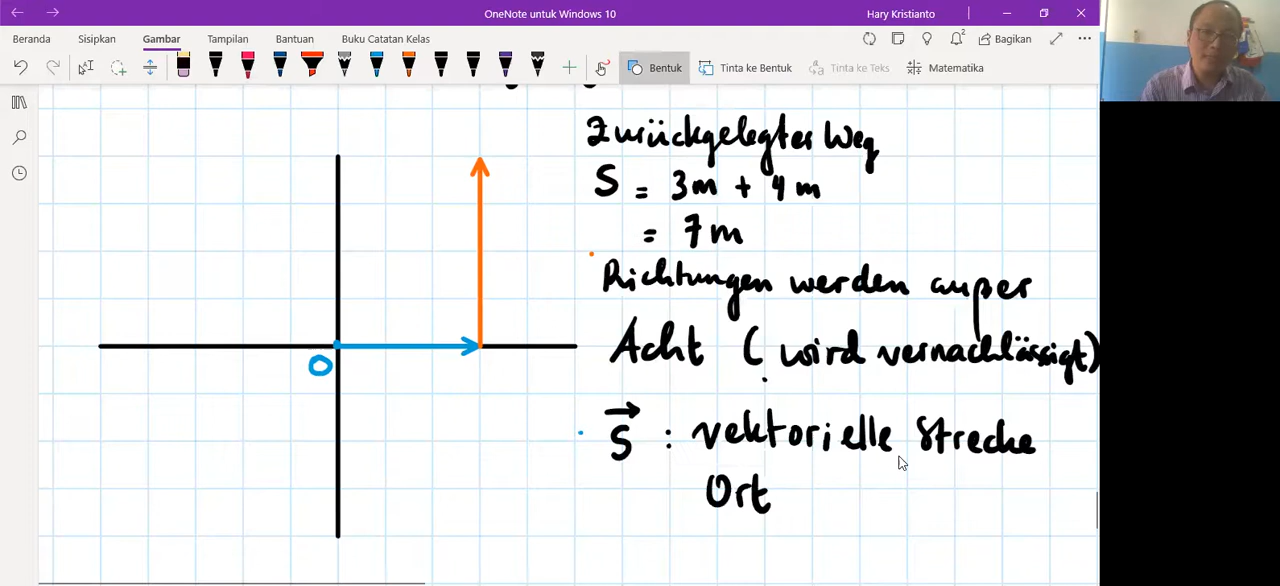 OneNote untuk Windows 10
Hary Kristianto
Beranda Sisipkan Gambar Tampilan Bantuan Buku Catatan Kelas
Bagikan
Bentuk Tinta ke Bentuk Tinta ke Teks Matematika
Zurückgelegter Weg
S = 3m + 4m
= 7m
Richtungen werden außer
Acht (wird vernachlässigt)
O
S⃗ : vektorielle Strecke
Ort